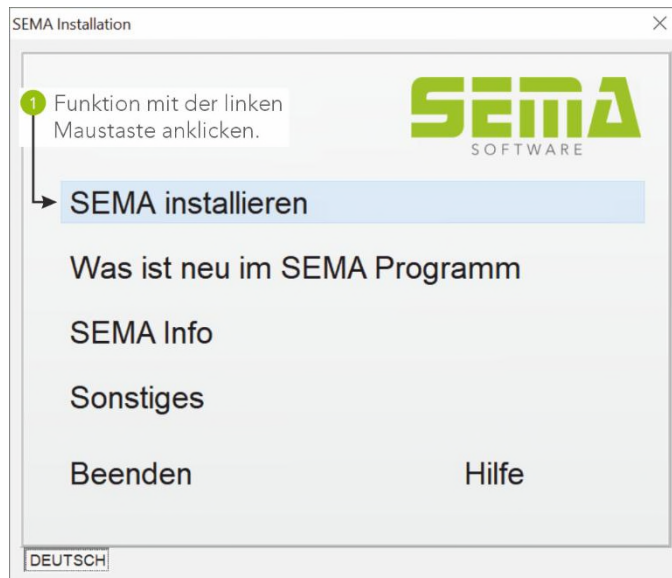 SEMA Installation
1 Funktion mit der linken
Maustaste anklicken.
SEMA
SOFTWARE
SEMA installieren
Was ist neu im SEMA Programm
SEMA Info
Sonstiges
Beenden Hilfe
DEUTSCH